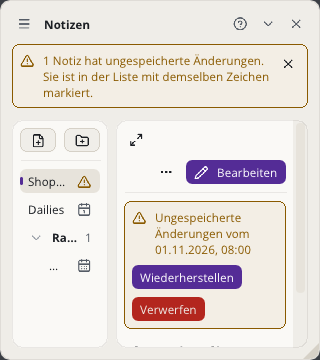 Notizen
1 Notiz hat ungespeicherte Änderungen.
Sie ist in der Liste mit demselben Zeichen
markiert.
Bearbeiten
Shop...
Dailies
Ra... 1
...
Ungespeicherte
Änderungen vom
01.11.2026, 08:00
Wiederherstellen
Verwerfen